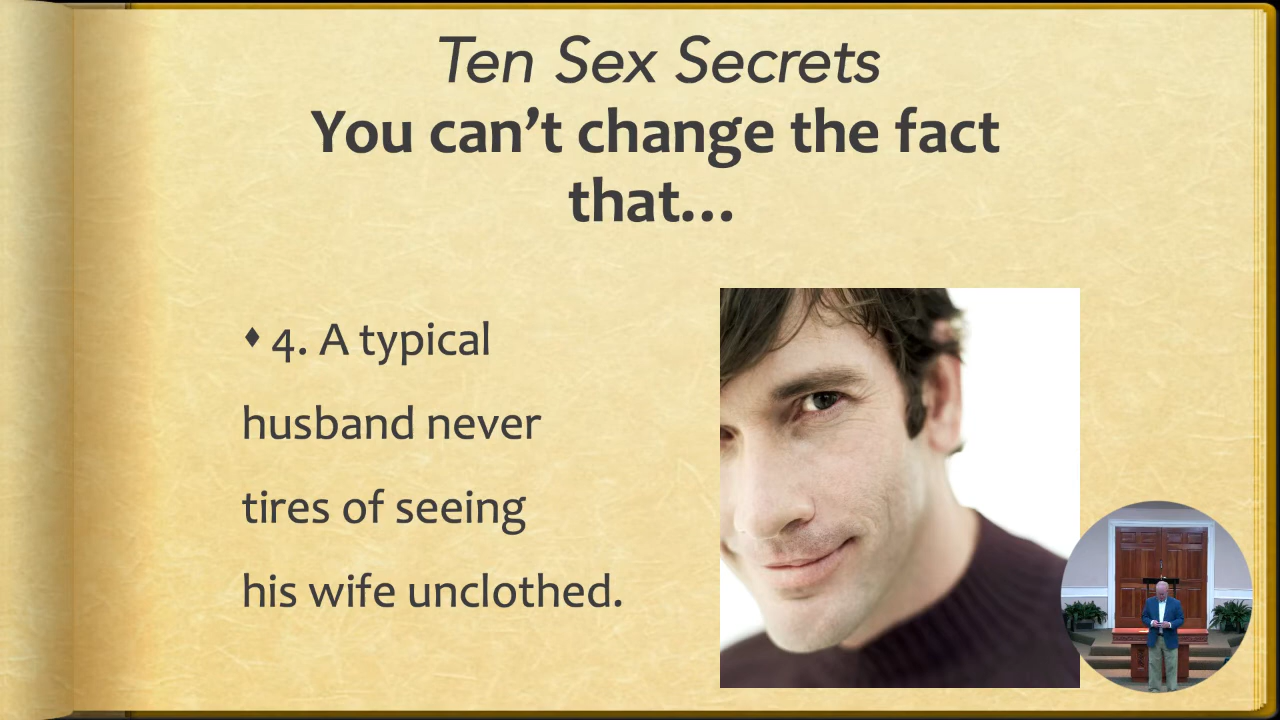 Ten Sex Secrets
You can’t change the fact
that…
♦ 4. A typical
husband never
tires of seeing
his wife unclothed.